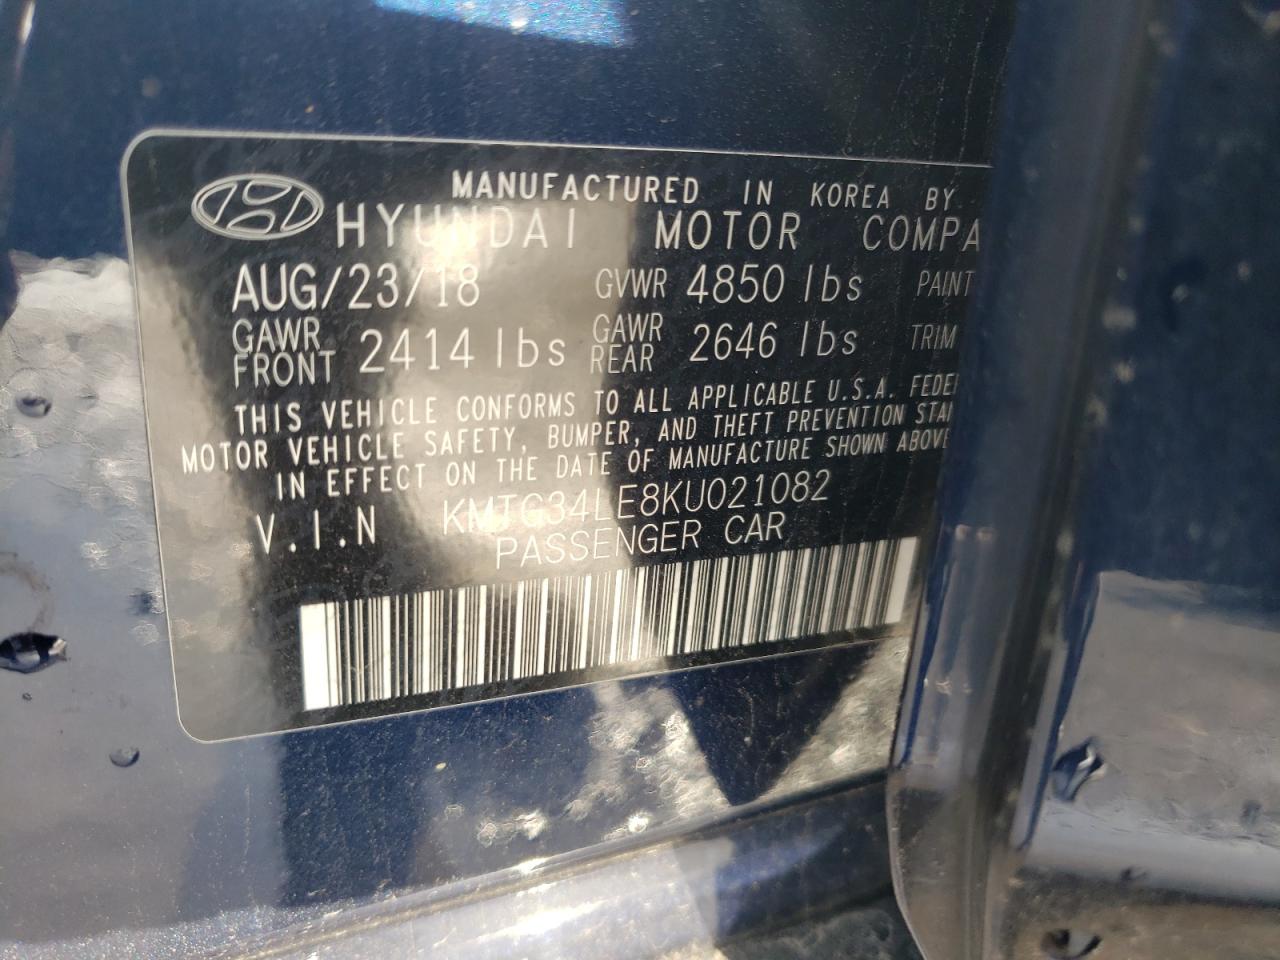 MANUFACTURED IN KOREA BY
HYUNDAI MOTOR COMPA
AUG/23/18 GVWR 4850 lbs PAINT
GAWR FRONT 2414 lbs GAWR REAR 2646 lbs TRIM
THIS VEHICLE CONFORMS TO ALL APPLICABLE U.S.A. FEDE
MOTOR VEHICLE SAFETY, BUMPER, AND THEFT PREVENTION STA
IN EFFECT ON THE DATE OF MANUFACTURE SHOWN ABOVE
V.I.N KMTG34LE8KU021082
PASSENGER CAR